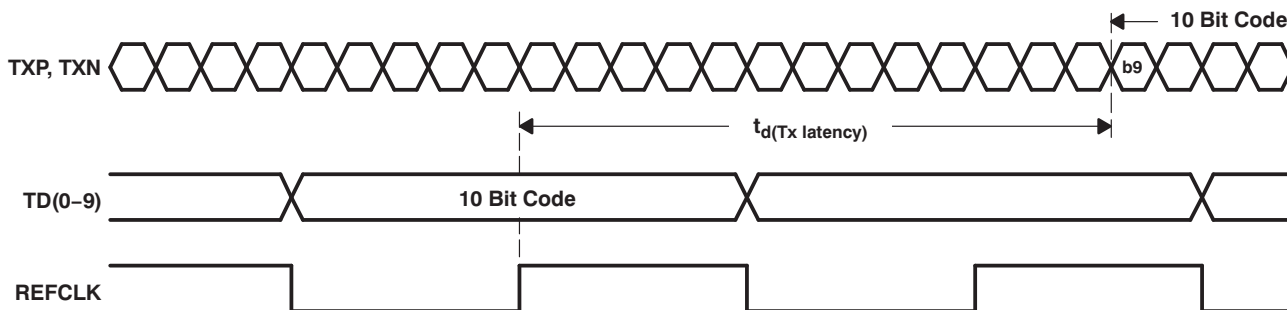 10 Bit Code
TXP, TXN
b9
td(Tx latency)
TD(0–9)
10 Bit Code
REFCLK